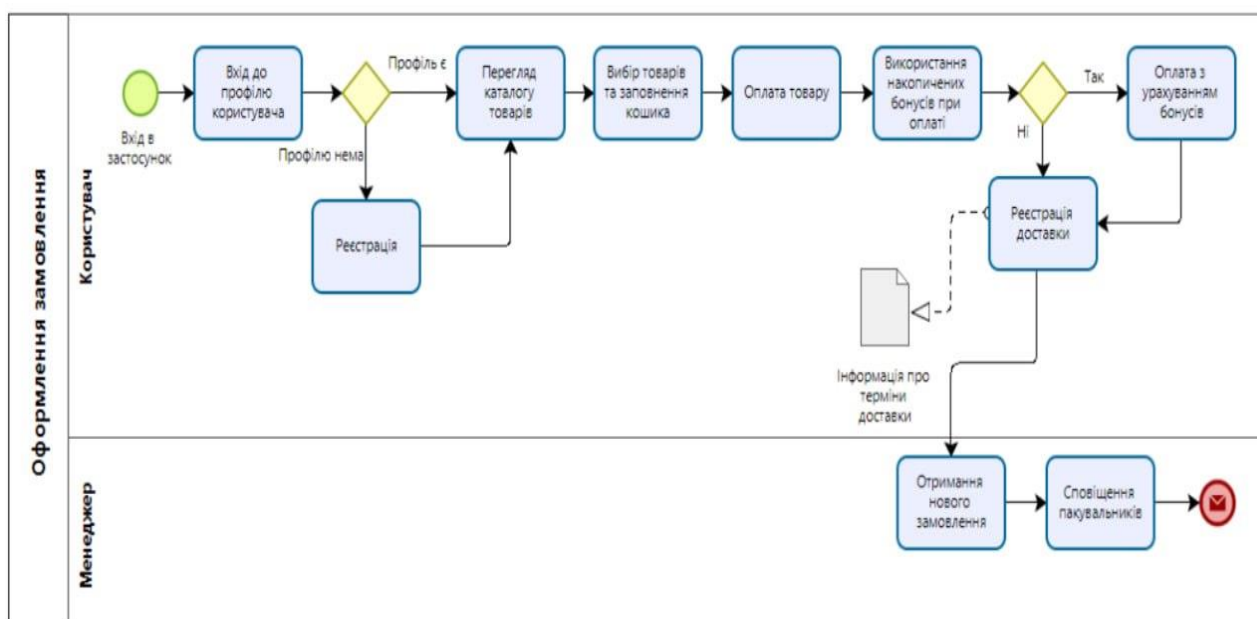 Оформлення замовлення
Користувач
Вхід в
застосунок
Вхід до
профілю
користувача
Профіль є
Профілю нема
Реєстрація
Перегляд
каталогу
товарів
Вибір товарів
та заповнення
кошика
Оплата товару
Використання
накопичених
бонусів при
оплаті
Так
Ні
Оплата з
урахуванням
бонусів
Реєстрація
доставки
Інформація про
терміни
доставки
Менеджер
Отримання
нового
замовлення
Сповіщення
пакувальників